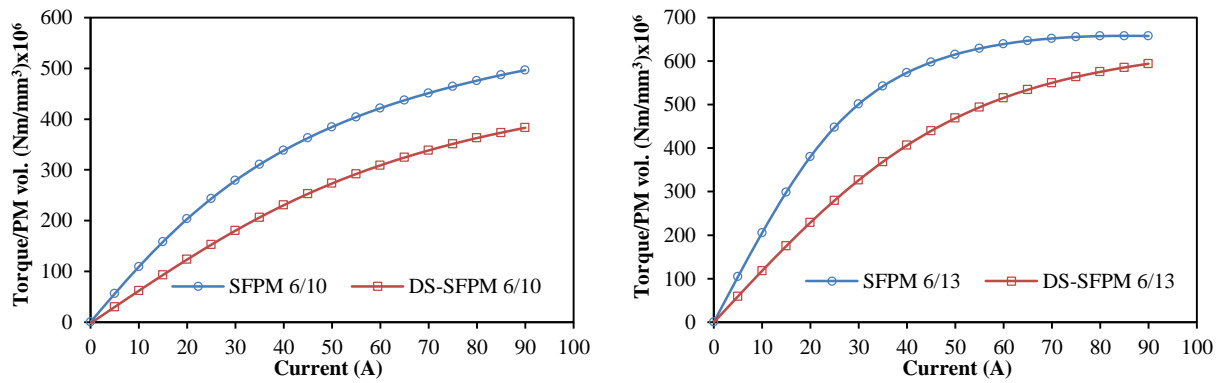 Torque/PM vol. (Nm/mm³)x10⁶
600
500
400
300
200
100
0
SFPM 6/10
DS-SFPM 6/10
0 10 20 30 40 50 60 70 80 90 100
Current (A)
Torque/PM vol. (Nm/mm³)x10⁶
700
600
500
400
300
200
100
0
SFPM 6/13
DS-SFPM 6/13
0 10 20 30 40 50 60 70 80 90 100
Current (A)